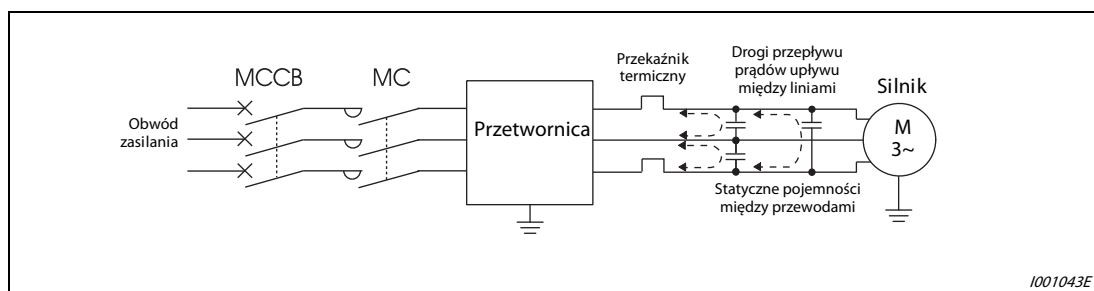 MCCB
MC
Przekaźnik
termiczny
Drogi przepływu
prądów upływu
między liniami
Silnik
Obwód
zasilania
Przetwornica
M
3~
Statyczne pojemności
między przewodami
I001043E